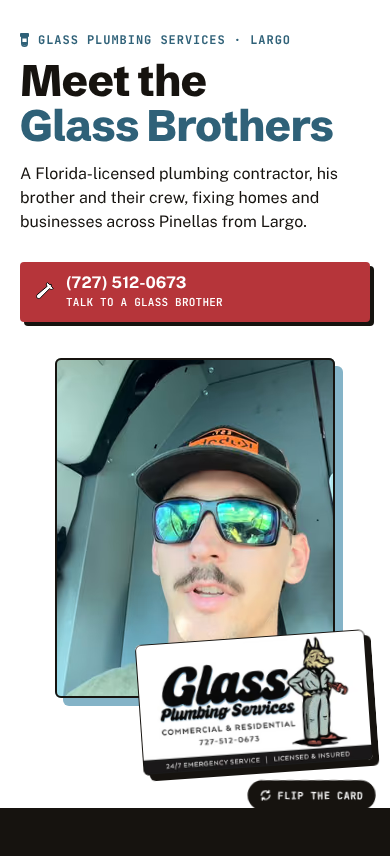 GLASS PLUMBING SERVICES · LARGO
Meet the
Glass Brothers
A Florida-licensed plumbing contractor, his
brother and their crew, fixing homes and
businesses across Pinellas from Largo.
(727) 512-0673
TALK TO A GLASS BROTHER
Glass
Plumbing Services
COMMERCIAL & RESIDENTIAL
727-512-0673
24/7 EMERGENCY SERVICE | LICENSED & INSURED
FLIP THE CARD